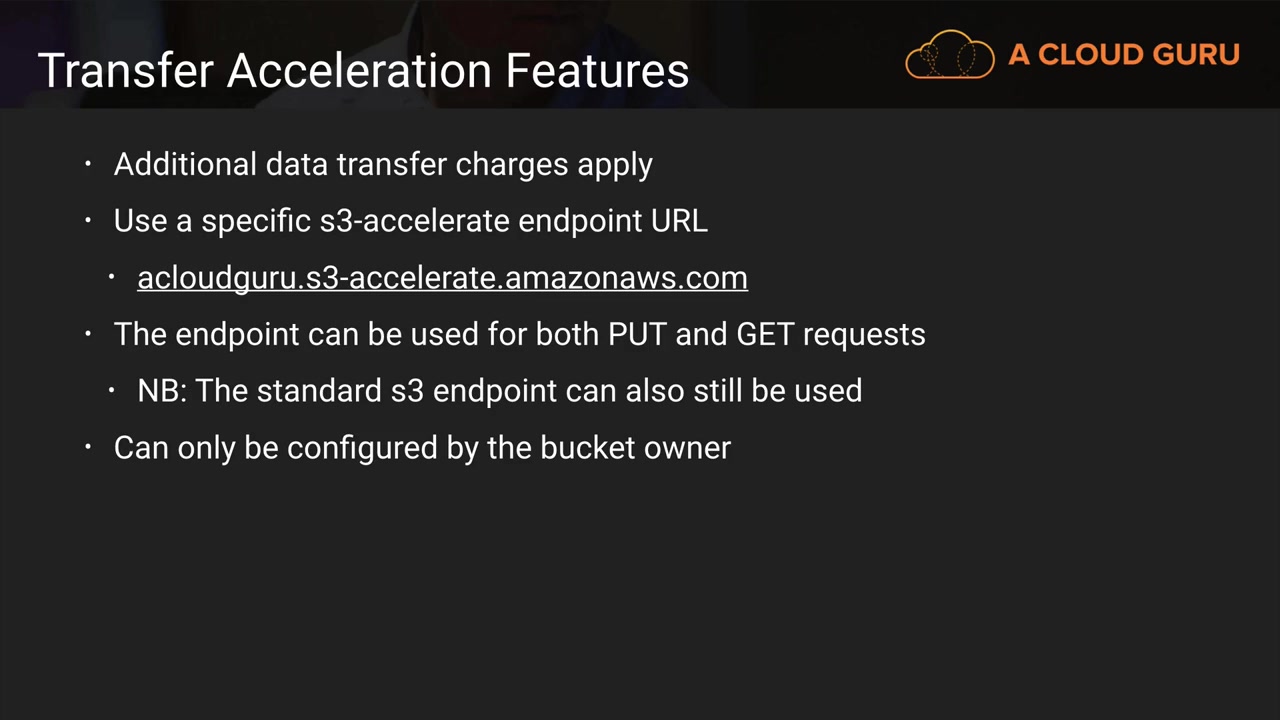 Transfer Acceleration Features
A CLOUD GURU
• Additional data transfer charges apply
• Use a specific s3-accelerate endpoint URL
• acloudguru.s3-accelerate.amazonaws.com
• The endpoint can be used for both PUT and GET requests
• NB: The standard s3 endpoint can also still be used
• Can only be configured by the bucket owner